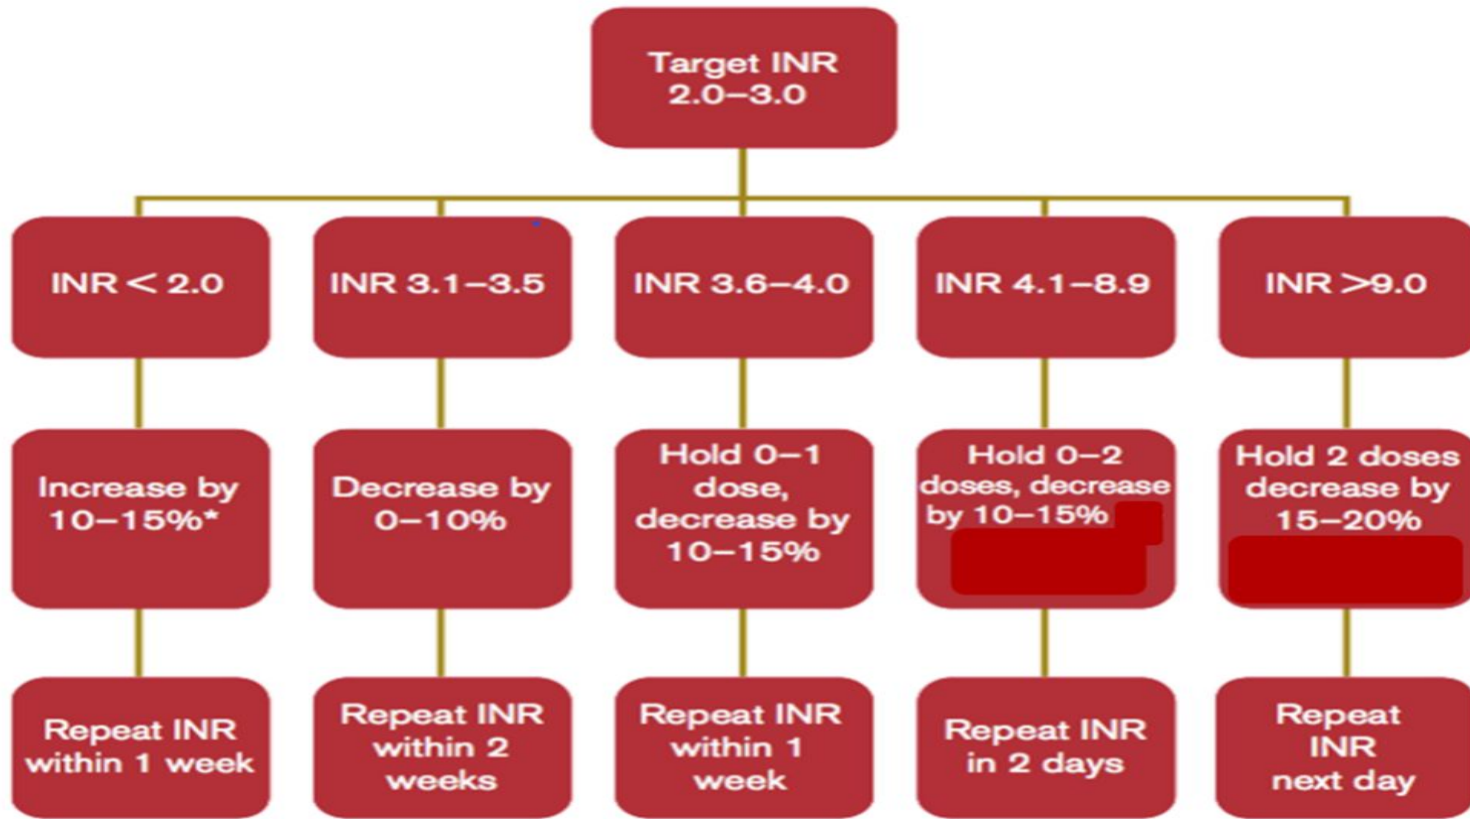 Target INR
2.0–3.0
INR < 2.0
INR 3.1–3.5
INR 3.6–4.0
INR 4.1–8.9
INR >9.0
Increase by
10–15%*
Decrease by
0–10%
Hold 0–1
dose,
decrease by
10–15%
Hold 0–2
doses, decrease
by 10–15%
Hold 2 doses
decrease by
15–20%
Repeat INR
within 1 week
Repeat INR
within 2
weeks
Repeat INR
within 1
week
Repeat INR
in 2 days
Repeat
INR
next day